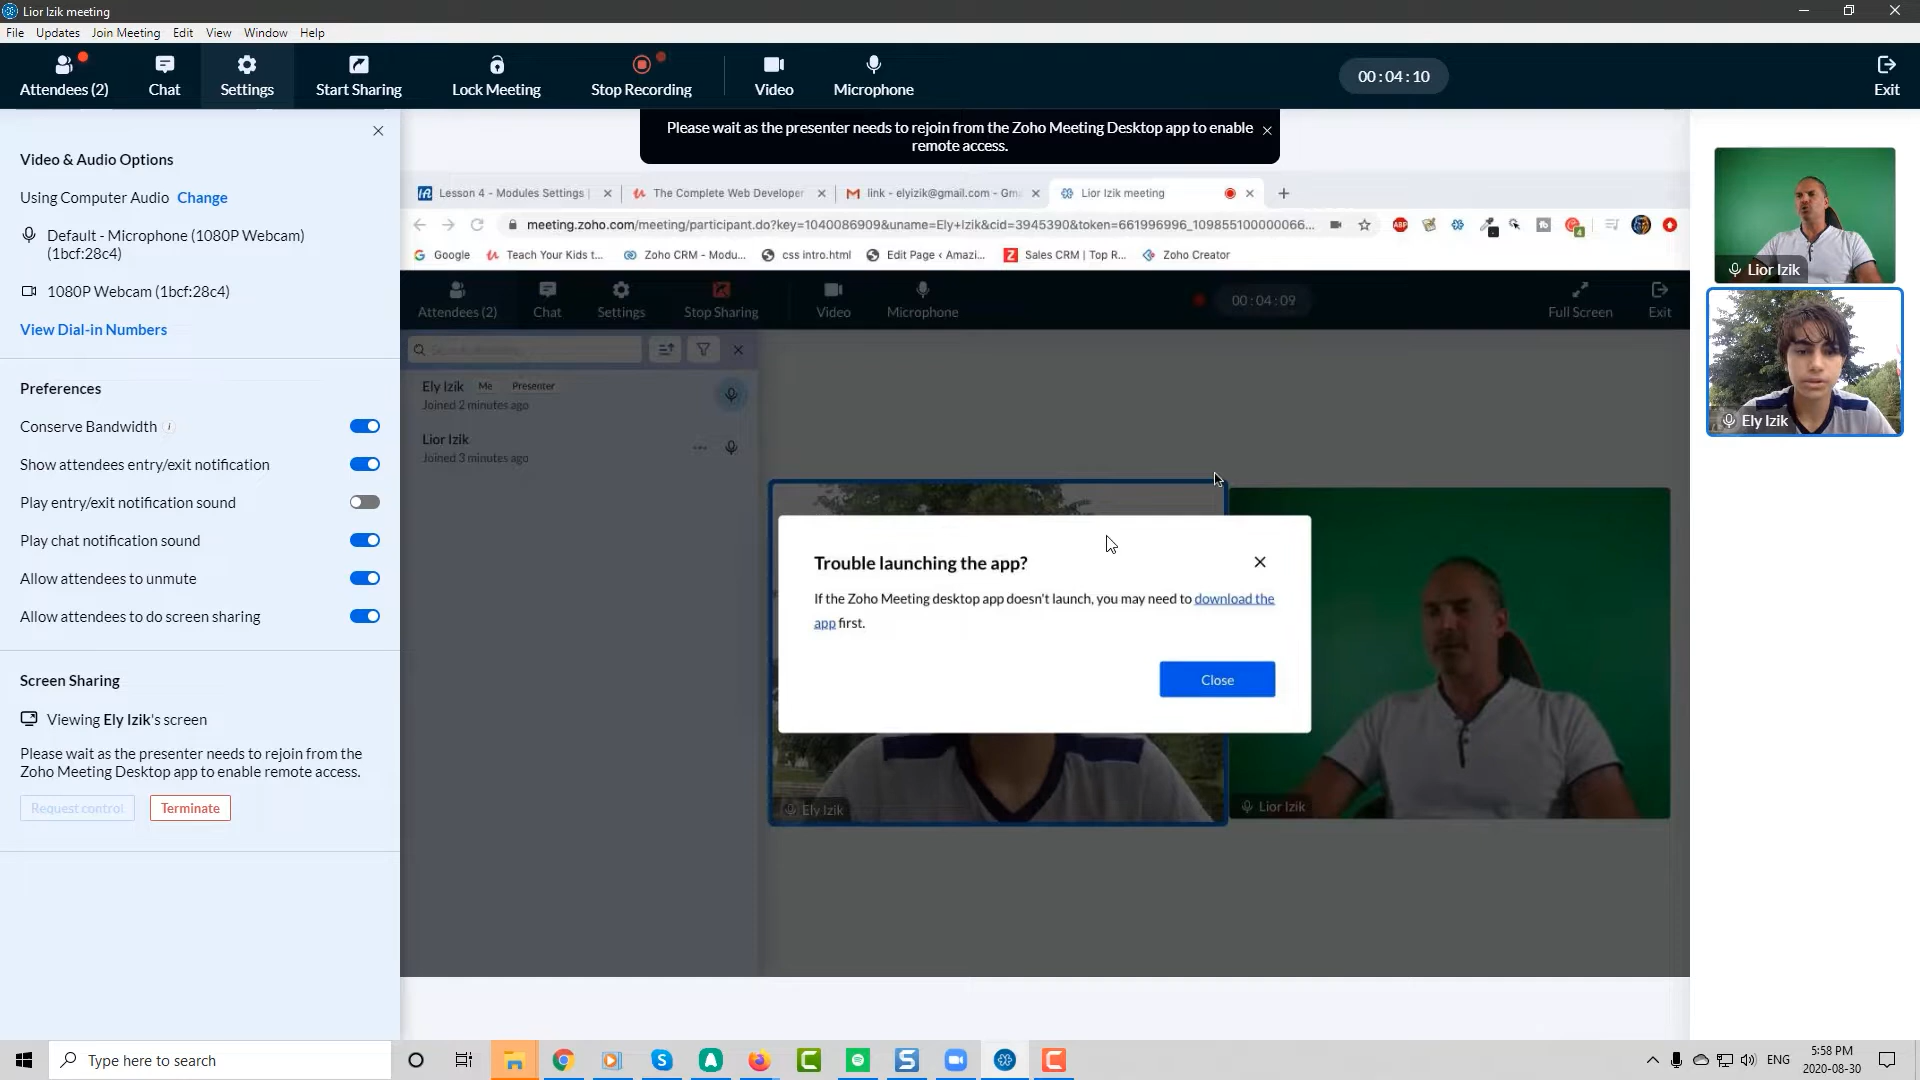 Lior Izik meeting
File Updates Join Meeting Edit View Window Help
Attendees (2) Chat Settings Start Sharing Lock Meeting Stop Recording Video Microphone 00 : 04 : 10 Exit
Please wait as the presenter needs to rejoin from the Zoho Meeting Desktop app to enable
remote access.
Video & Audio Options
Using Computer Audio Change
Default - Microphone (1080P Webcam)
(1bcf:28c4)
1080P Webcam (1bcf:28c4)
View Dial-in Numbers
Preferences
Conserve Bandwidth i
Show attendees entry/exit notification
Play entry/exit notification sound
Play chat notification sound
Allow attendees to unmute
Allow attendees to do screen sharing
Screen Sharing
Viewing Ely Izik's screen
Please wait as the presenter needs to rejoin from the
Zoho Meeting Desktop app to enable remote access.
Request control Terminate
Lesson 4 - Modules Settings | The Complete Web Developer link - elyizik@gmail.com - Gm Lior Izik meeting
meeting.zoho.com/meeting/participant.do?key=1040086909&uname=Ely+Izik&cid=3945390&token=661996996_109855100000066...
ABP 4
Google Teach Your Kids t... Zoho CRM - Modu... css intro.html Edit Page ‹ Amazi... Sales CRM | Top R... Zoho Creator
Attendees (2) Chat Settings Stop Sharing Video Microphone 00 : 04 : 09 Full Screen Exit
Ely Izik Me Presenter
Joined 2 minutes ago
Lior Izik
Joined 3 minutes ago
Trouble launching the app?
If the Zoho Meeting desktop app doesn't launch, you may need to download the
app first.
Close
Ely Izik
Lior Izik
Lior Izik
Ely Izik
Type here to search
ENG
5:58 PM
2020-08-30